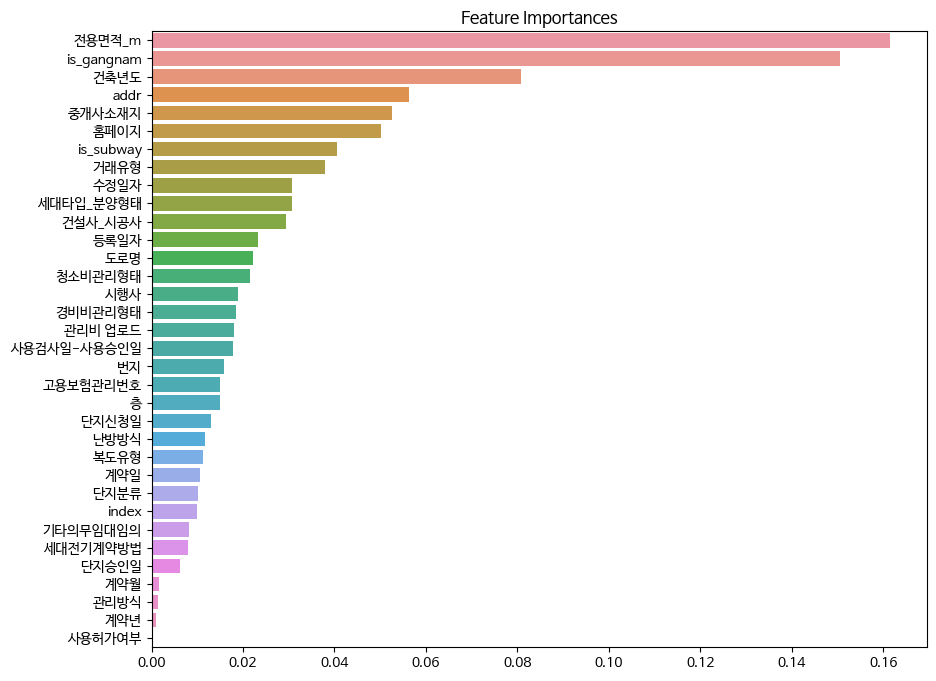 Feature Importances
전용면적_m
is_gangnam
건축년도
addr
중개사소재지
홈페이지
is_subway
거래유형
수정일자
세대타입_분양형태
건설사_시공사
등록일자
도로명
청소비관리형태
시행사
경비비관리형태
관리비 업로드
사용검사일-사용승인일
번지
고용보험관리번호
층
단지신청일
난방방식
복도유형
계약일
단지분류
index
기타의무임대임의
세대전기계약방법
단지승인일
계약월
관리방식
계약년
사용허가여부
0.00 0.02 0.04 0.06 0.08 0.10 0.12 0.14 0.16